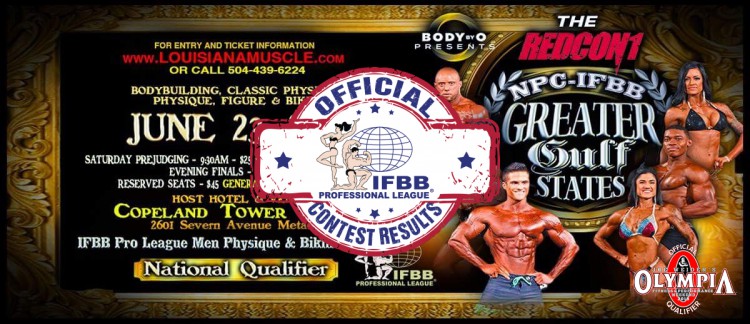 FOR ENTRY AND TICKET INFORMATION
WWW.LOUISIANAMUSCLE.COM
OR CALL 504-439-6224
BODYBUILDING, CLASSIC PHYS
PHYSIQUE, FIGURE & BIK
JUNE 2
SATURDAY PREJUDGING - 9:30AM - $2
EVENING FINALS -
RESERVED SEATS - $45 GENER
HOST HOTEL
COPELAND TOWER
2601 Severn Avenue Meta
IFBB Pro League Men Physique & Biki
National Qualifier
IFBB
PROFESSIONAL LEAGUE
OFFICIAL
IFBB
PROFESSIONAL LEAGUE
CONTEST RESULTS
BODY BY O
PRESENTS
THE
REDCON1
NPC-IFBB
GREATER
Gulf
STATES
OFFICIAL
OLYMPIA
QUALIFIER